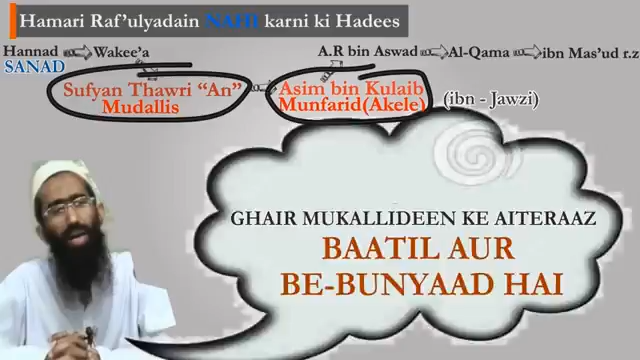 Hamari Raf'ulyadain NAHI karni ki Hadees
Hannad Wakee'a A.R bin Aswad Al-Qama ibn Mas'ud r.z
SANAD
Sufyan Thawri “An” Asim bin Kulaib
Mudallis Munfarid(Akele) (ibn - Jawzi)
GHAIR MUKALLIDEEN KE AITERAAZ
BAATIL AUR
BE-BUNYAAD HAI